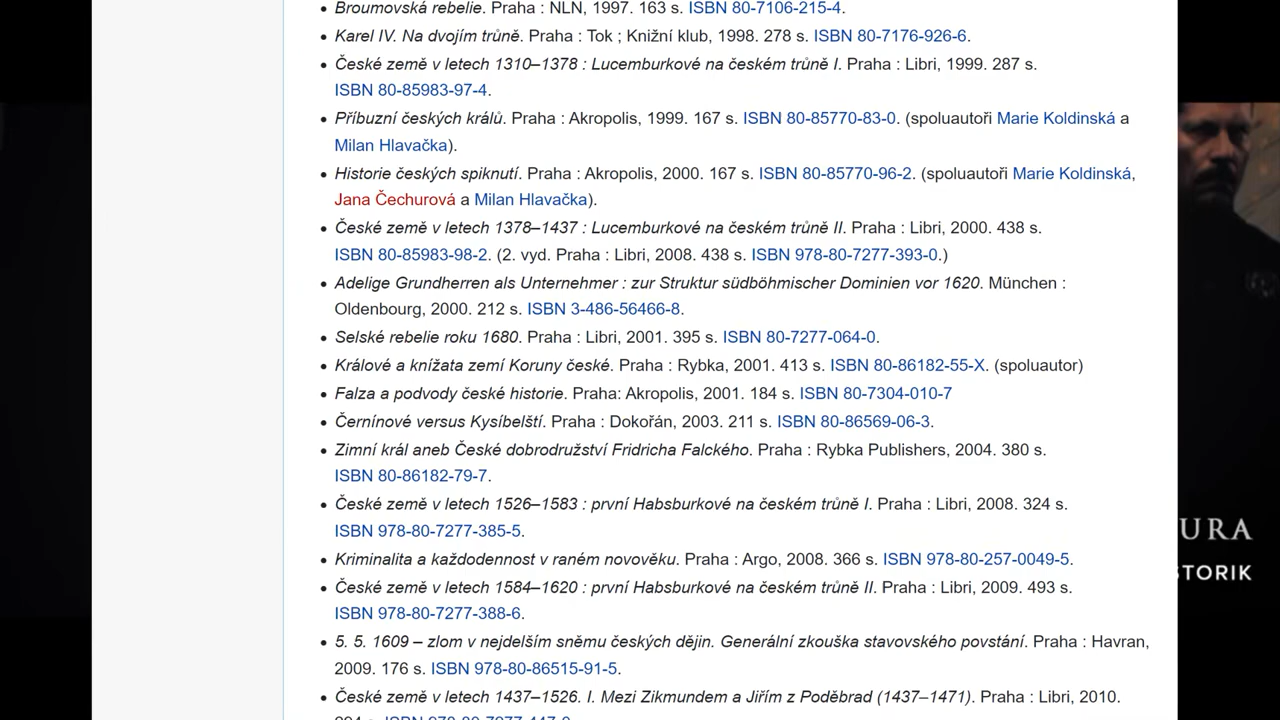 Broumovská rebelie. Praha : NLN, 1997. 163 s. ISBN 80-7106-215-4.
Karel IV. Na dvojím trůně. Praha : Tok ; Knižní klub, 1998. 278 s. ISBN 80-7176-926-6.
České země v letech 1310–1378 : Lucemburkové na českém trůně I. Praha : Libri, 1999. 287 s.
ISBN 80-85983-97-4.
Příbuzní českých králů. Praha : Akropolis, 1999. 167 s. ISBN 80-85770-83-0. (spoluautoři Marie Koldinská a
Milan Hlavačka).
Historie českých spiknutí. Praha : Akropolis, 2000. 167 s. ISBN 80-85770-96-2. (spoluautoři Marie Koldinská,
Jana Čechurová a Milan Hlavačka).
České země v letech 1378–1437 : Lucemburkové na českém trůně II. Praha : Libri, 2000. 438 s.
ISBN 80-85983-98-2. (2. vyd. Praha : Libri, 2008. 438 s. ISBN 978-80-7277-393-0.)
Adelige Grundherren als Unternehmer : zur Struktur südböhmischer Dominien vor 1620. München :
Oldenbourg, 2000. 212 s. ISBN 3-486-56466-8.
Selské rebelie roku 1680. Praha : Libri, 2001. 395 s. ISBN 80-7277-064-0.
Králové a knížata zemí Koruny české. Praha : Rybka, 2001. 413 s. ISBN 80-86182-55-X. (spoluautor)
Falza a podvody české historie. Praha: Akropolis, 2001. 184 s. ISBN 80-7304-010-7
Černínové versus Kysíbelští. Praha : Dokořán, 2003. 211 s. ISBN 80-86569-06-3.
Zimní král aneb České dobrodružství Fridricha Falckého. Praha : Rybka Publishers, 2004. 380 s.
ISBN 80-86182-79-7.
České země v letech 1526–1583 : první Habsburkové na českém trůně I. Praha : Libri, 2008. 324 s.
ISBN 978-80-7277-385-5.
Kriminalita a každodennost v raném novověku. Praha : Argo, 2008. 366 s. ISBN 978-80-257-0049-5.
České země v letech 1584–1620 : první Habsburkové na českém trůně II. Praha : Libri, 2009. 493 s.
ISBN 978-80-7277-388-6.
5. 5. 1609 – zlom v nejdelším sněmu českých dějin. Generální zkouška stavovského povstání. Praha : Havran,
2009. 176 s. ISBN 978-80-86515-91-5.
České země v letech 1437–1526. I. Mezi Zikmundem a Jiřím z Poděbrad (1437–1471). Praha : Libri, 2010.
URA
STORIK